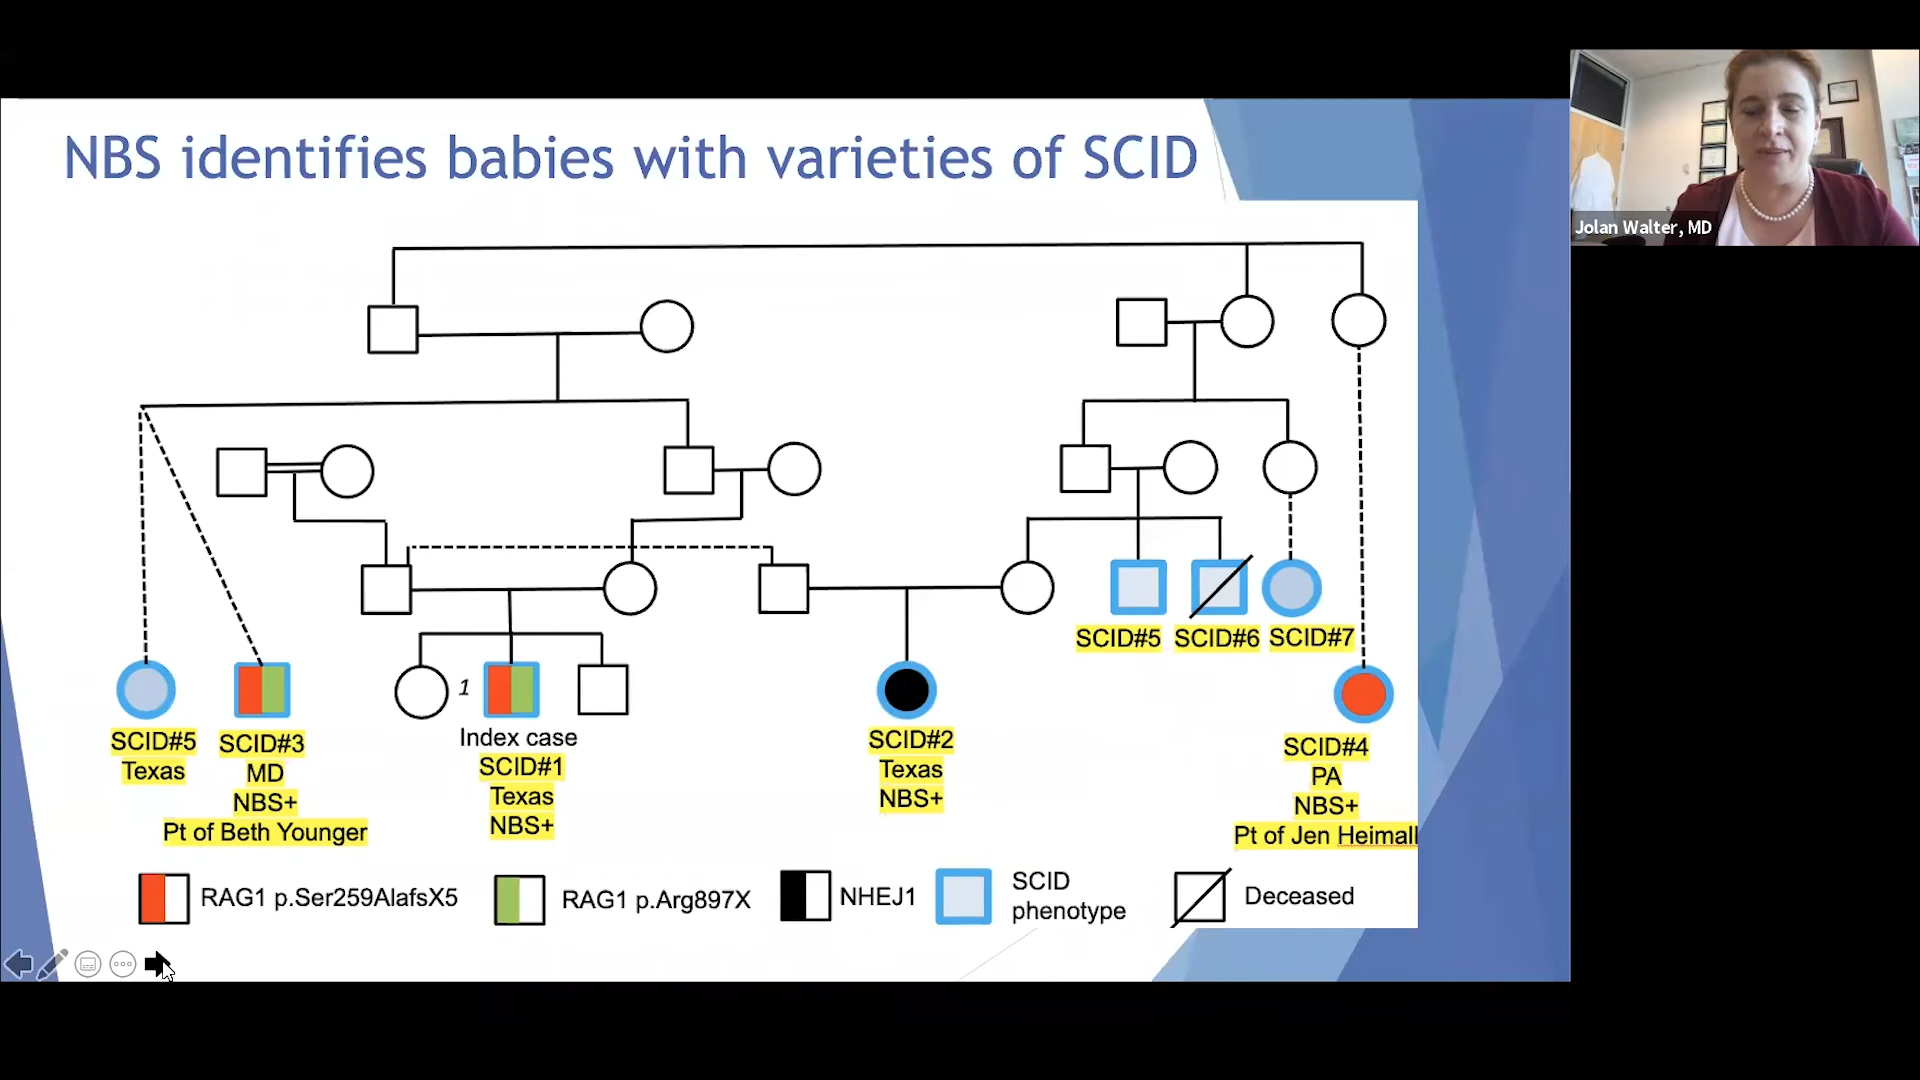 NBS identifies babies with varieties of SCID
Jolan Walter, MD
SCID#5
SCID#6
SCID#7
1
SCID#5
Texas
SCID#3
MD
NBS+
Pt of Beth Younger
Index case
SCID#1
Texas
NBS+
SCID#2
Texas
NBS+
SCID#4
PA
NBS+
Pt of Jen Heimall
RAG1 p.Ser259AlafsX5
RAG1 p.Arg897X
NHEJ1
SCID
phenotype
Deceased